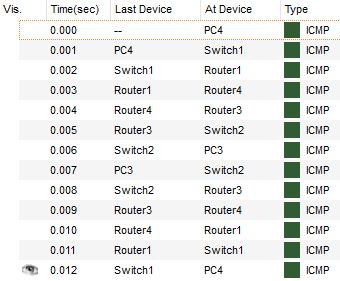 Vis. Time(sec) Last Device At Device Type
0.000 -- PC4 ICMP
0.001 PC4 Switch1 ICMP
0.002 Switch1 Router1 ICMP
0.003 Router1 Router4 ICMP
0.004 Router4 Router3 ICMP
0.005 Router3 Switch2 ICMP
0.006 Switch2 PC3 ICMP
0.007 PC3 Switch2 ICMP
0.008 Switch2 Router3 ICMP
0.009 Router3 Router4 ICMP
0.010 Router4 Router1 ICMP
0.011 Router1 Switch1 ICMP
0.012 Switch1 PC4 ICMP